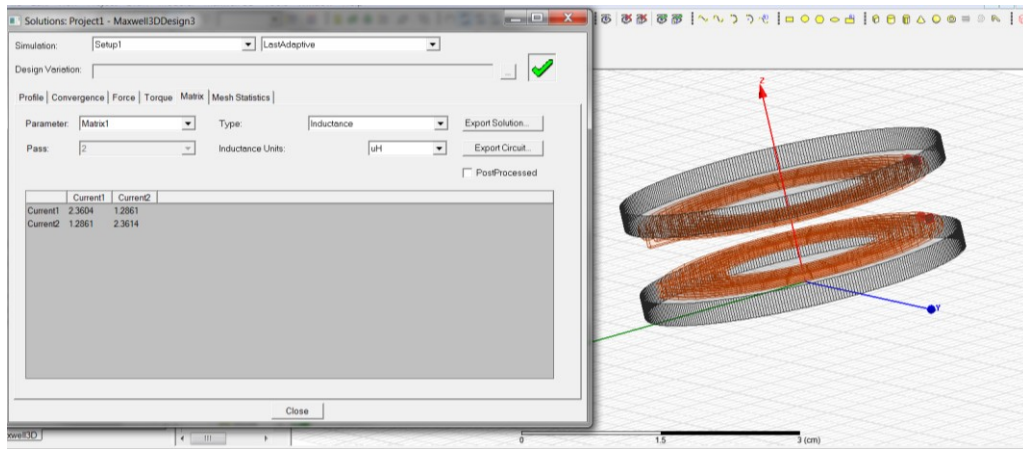 Solutions: Project1 - Maxwell3DDesign3
Simulation: Setup1 LastAdaptive
Design Variation: ...
Profile Convergence Force Torque Matrix Mesh Statistics
Parameter: Matrix1 Type: Inductance Export Solution...
Pass: 2 Inductance Units: uH Export Circuit...
PostProcessed
Current1 Current2
Current1 2.3604 1.2861
Current2 1.2861 2.3614
Close
Z
Y
xwell3D
0 1.5 3 (cm)